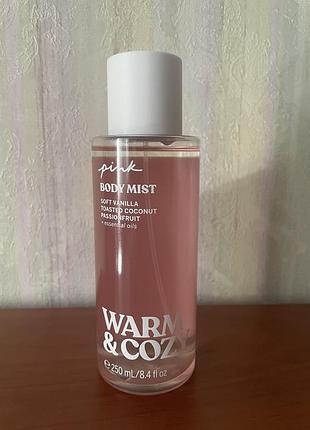 pink
BODY MIST
SOFT VANILLA
TOASTED COCONUT
PASSIONFRUIT
+ essential oils
WARM
& COZY
℮ 250 mL/8.4 fl oz